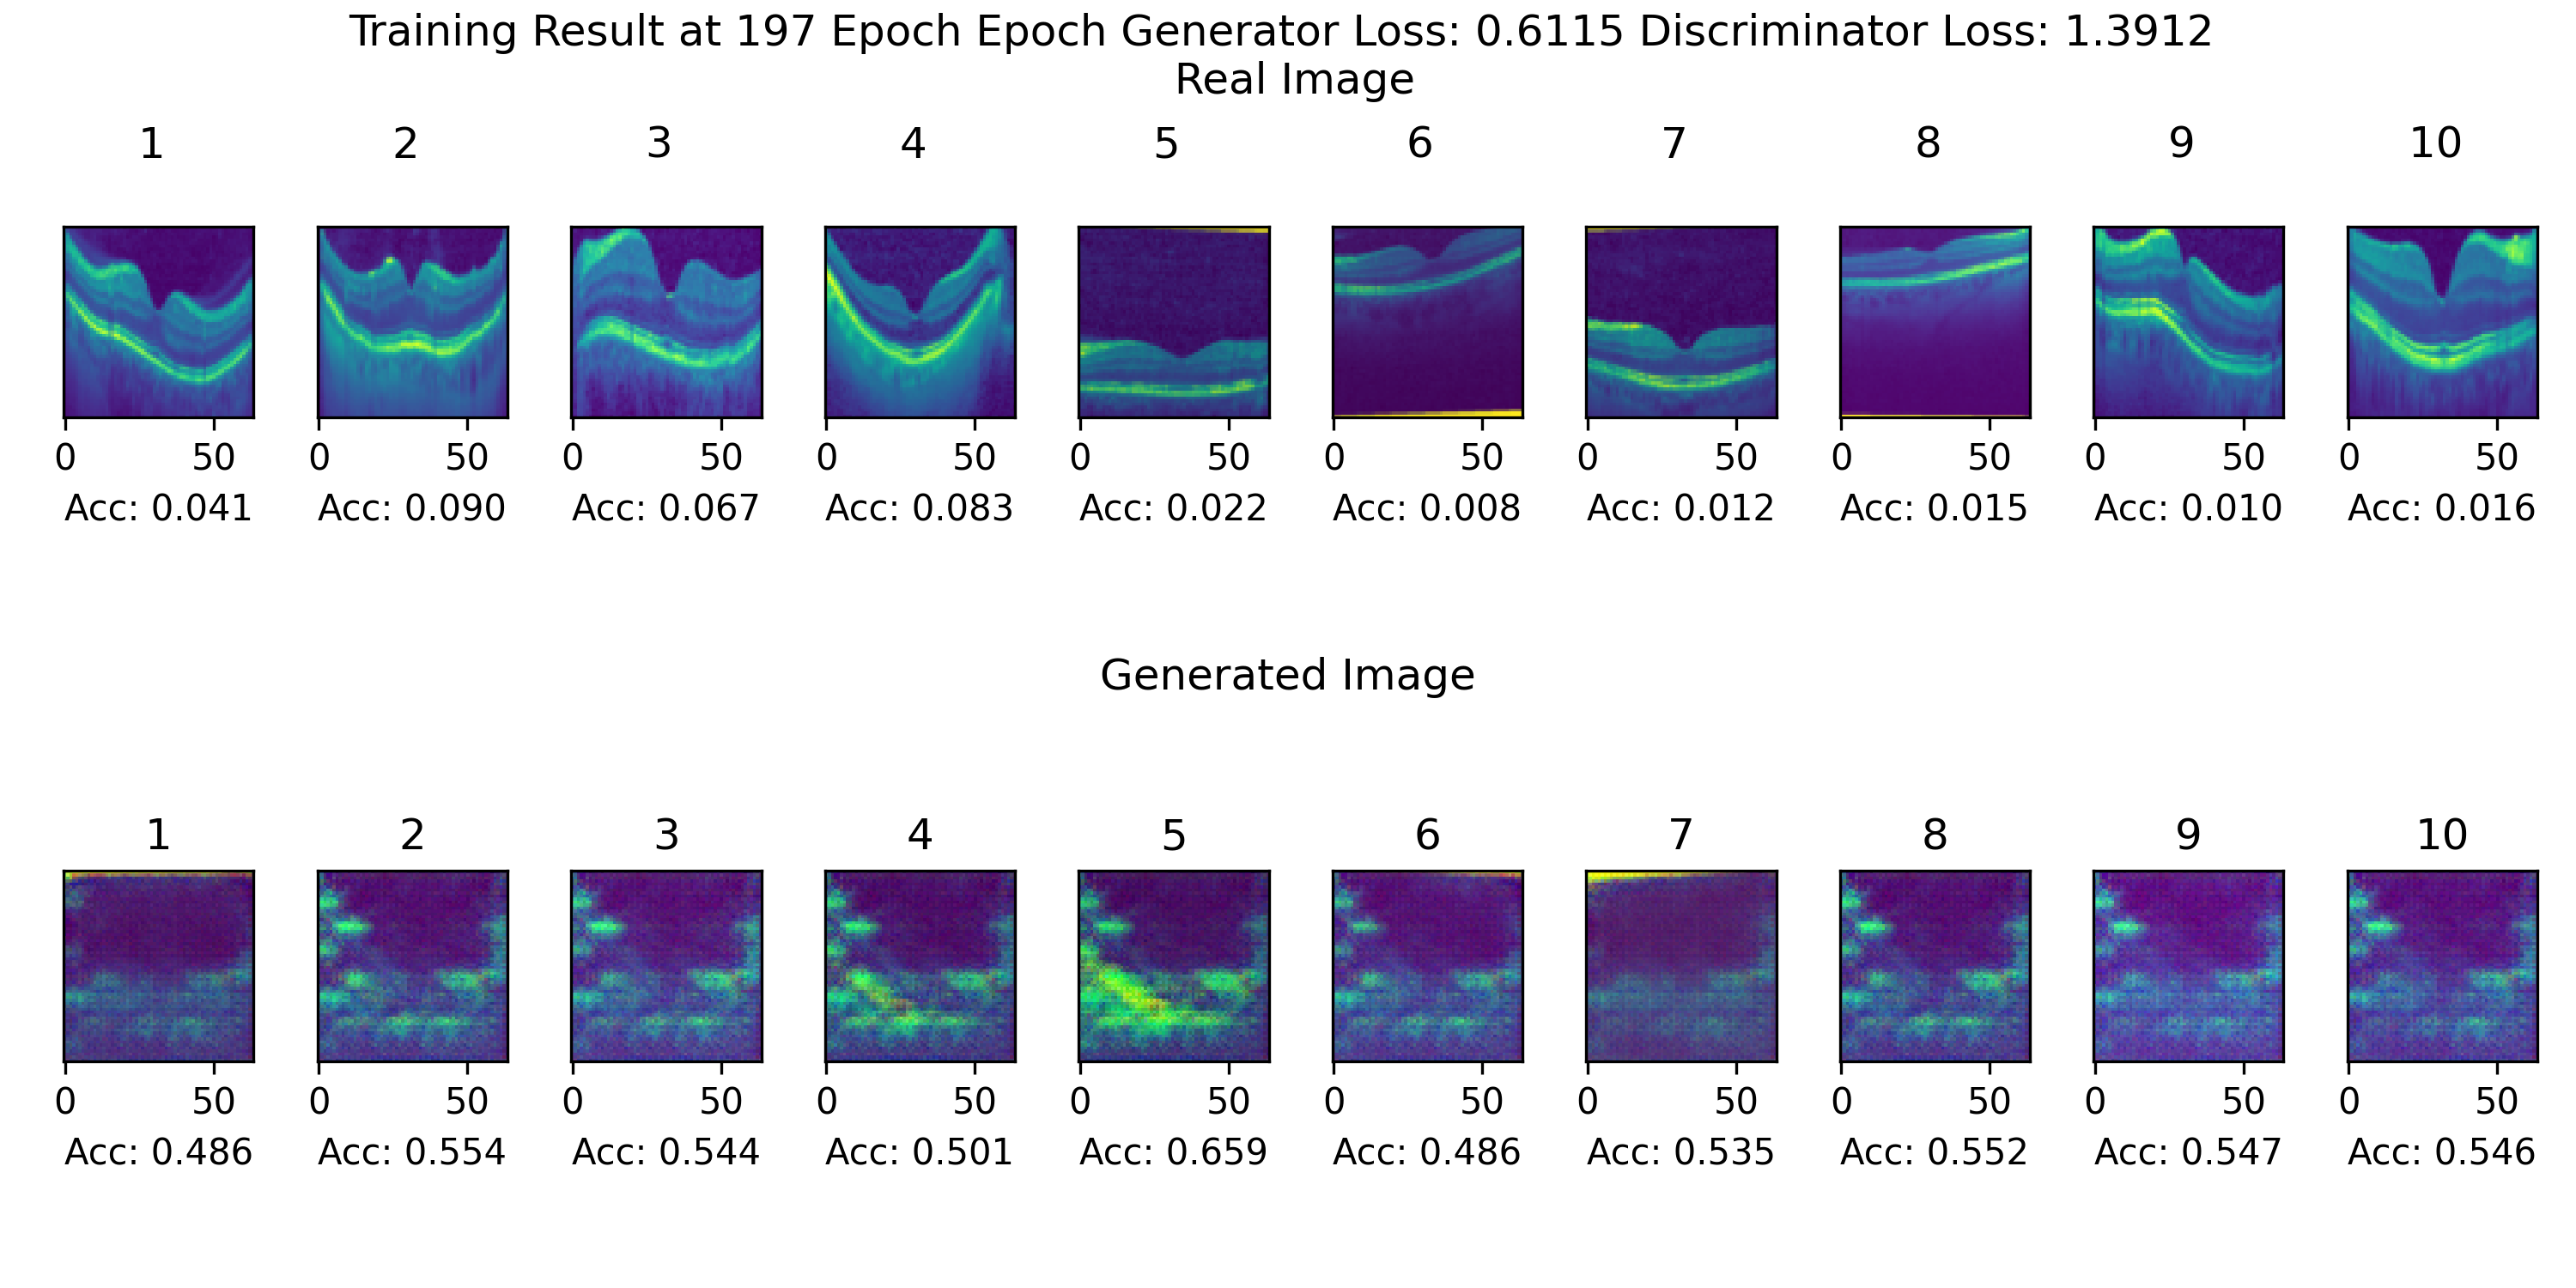 Training Result at 197 Epoch Epoch Generator Loss: 0.6115 Discriminator Loss: 1.3912
Real Image
1 2 3 4 5 6 7 8 9 10
0 50 0 50 0 50 0 50 0 50 0 50 0 50 0 50 0 50 0 50
Acc: 0.041 Acc: 0.090 Acc: 0.067 Acc: 0.083 Acc: 0.022 Acc: 0.008 Acc: 0.012 Acc: 0.015 Acc: 0.010 Acc: 0.016
Generated Image
1 2 3 4 5 6 7 8 9 10
0 50 0 50 0 50 0 50 0 50 0 50 0 50 0 50 0 50 0 50
Acc: 0.486 Acc: 0.554 Acc: 0.544 Acc: 0.501 Acc: 0.659 Acc: 0.486 Acc: 0.535 Acc: 0.552 Acc: 0.547 Acc: 0.546